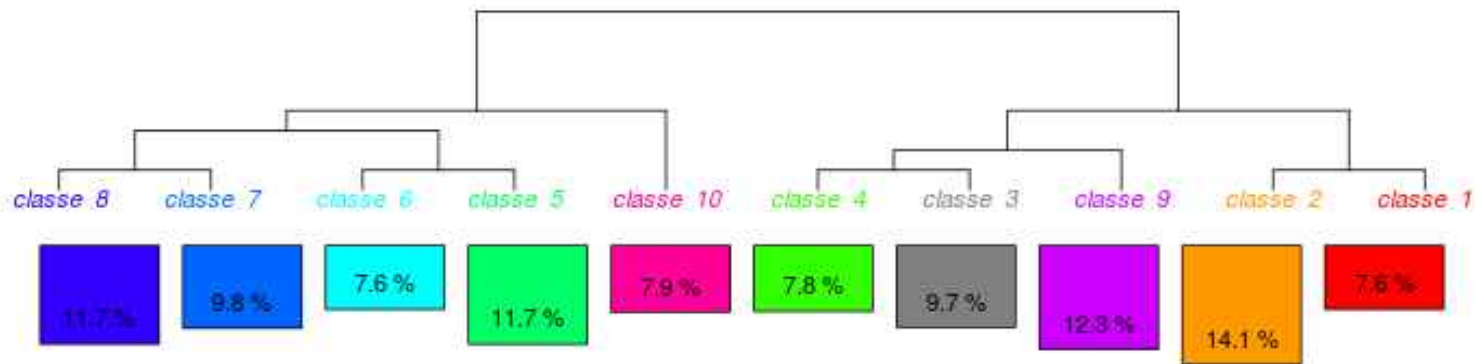 classe 8 classe 7 classe 6 classe 5 classe 10 classe 4 classe 3 classe 9 classe 2 classe 1
11.7 % 9.8 % 7.6 % 11.7 % 7.9 % 7.8 % 9.7 % 12.3 % 14.1 % 7.6 %